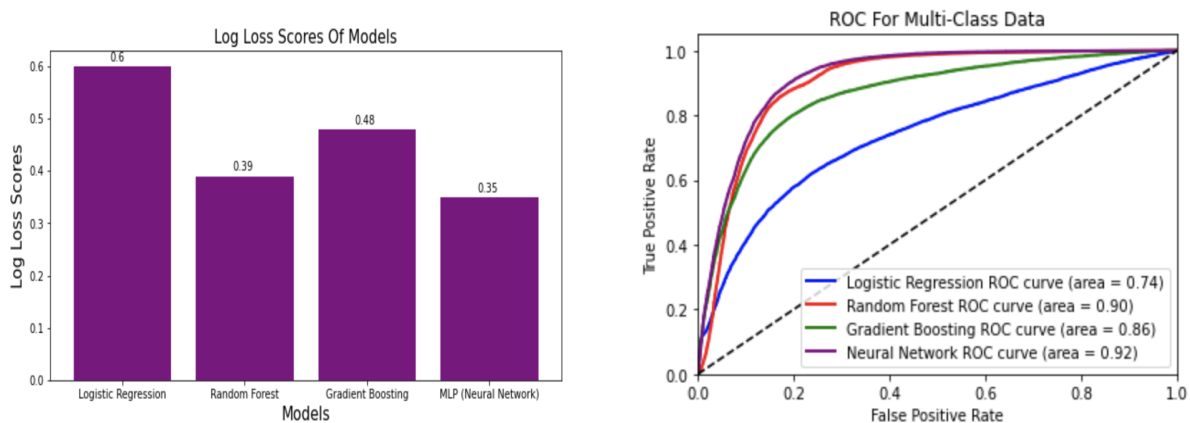 Log Loss Scores Of Models
0.6
0.39
0.48
0.35
0.6
0.5
0.4
0.3
0.2
0.1
0.0
Log Loss Scores
Logistic Regression
Random Forest
Gradient Boosting
MLP (Neural Network)
Models
ROC For Multi-Class Data
1.0
0.8
0.6
0.4
0.2
0.0
True Positive Rate
Logistic Regression ROC curve (area = 0.74)
Random Forest ROC curve (area = 0.90)
Gradient Boosting ROC curve (area = 0.86)
Neural Network ROC curve (area = 0.92)
0.0 0.2 0.4 0.6 0.8 1.0
False Positive Rate